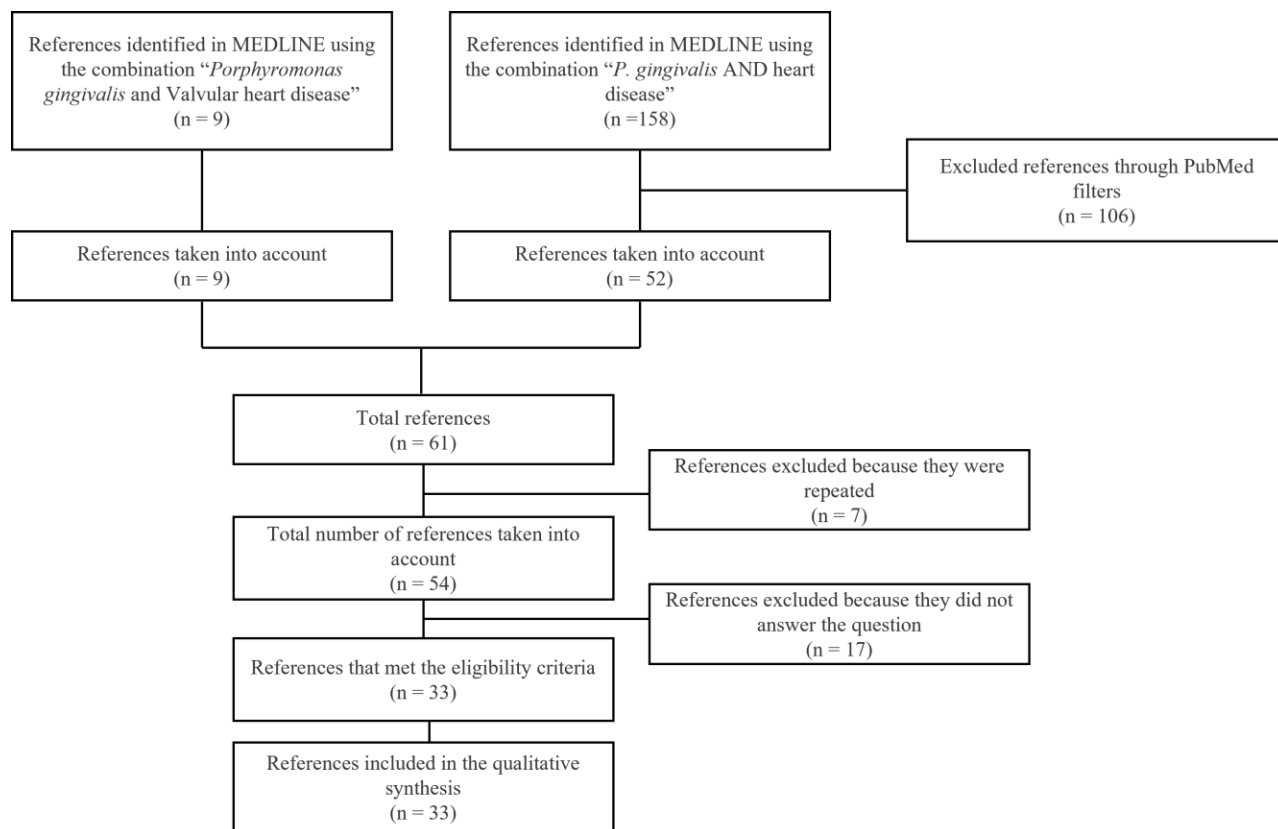 References identified in MEDLINE using
the combination “Porphyromonas
gingivalis and Valvular heart disease”
(n = 9)
References identified in MEDLINE using
the combination “P. gingivalis AND heart
disease”
(n =158)
Excluded references through PubMed
filters
(n = 106)
References taken into account
(n = 9)
References taken into account
(n = 52)
Total references
(n = 61)
References excluded because they were
repeated
(n = 7)
Total number of references taken into
account
(n = 54)
References excluded because they did not
answer the question
(n = 17)
References that met the eligibility criteria
(n = 33)
References included in the qualitative
synthesis
(n = 33)